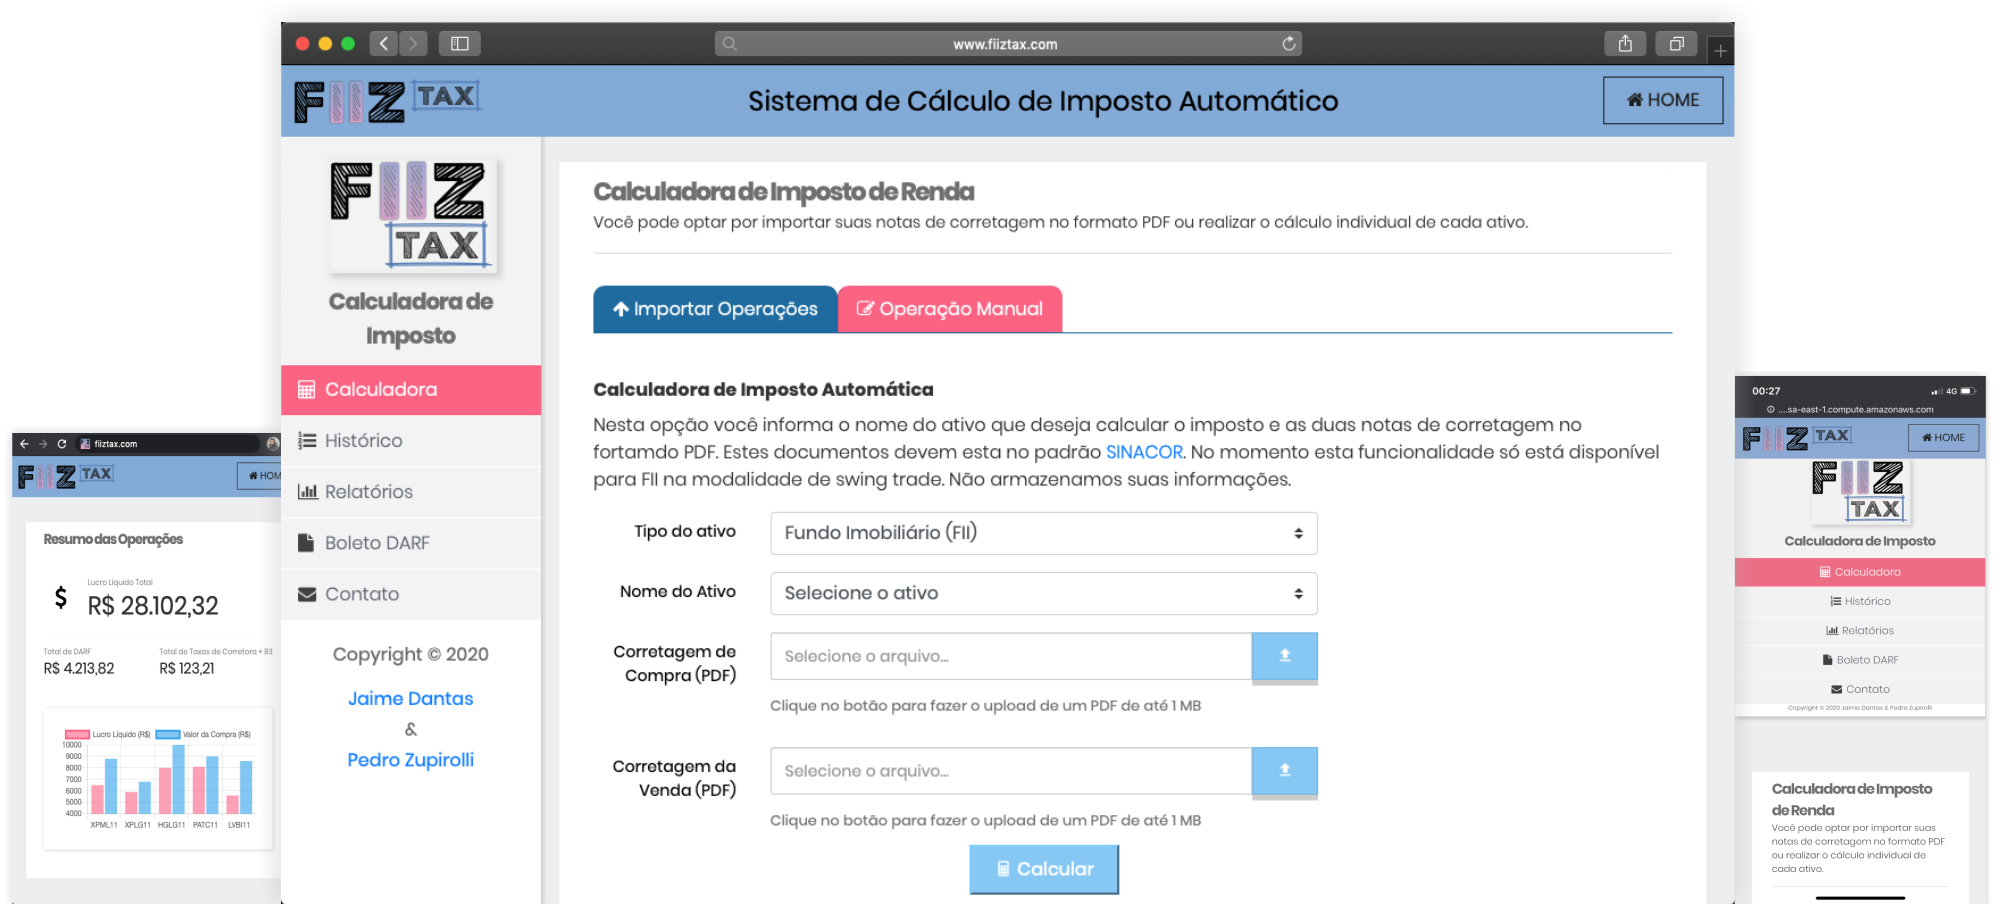 www.fiiztax.com
FIIZ TAX
Sistema de Cálculo de Imposto Automático
HOME
FIIZ
TAX
Calculadora de
Imposto
Calculadora
Histórico
Relatórios
Boleto DARF
Contato
Copyright © 2020
Jaime Dantas
&
Pedro Zupirolli
Calculadora de Imposto de Renda
Você pode optar por importar suas notas de corretagem no formato PDF ou realizar o cálculo individual de cada ativo.
Importar Operações
Operação Manual
Calculadora de Imposto Automática
Nesta opção você informa o nome do ativo que deseja calcular o imposto e as duas notas de corretagem no
fortamdo PDF. Estes documentos devem esta no padrão SINACOR. No momento esta funcionalidade só está disponível
para FII na modalidade de swing trade. Não armazenamos suas informações.
Tipo do ativo
Fundo Imobiliário (FII)
Nome do Ativo
Selecione o ativo
Corretagem de
Compra (PDF)
Selecione o arquivo...
Clique no botão para fazer o upload de um PDF de até 1 MB
Corretagem da
Venda (PDF)
Selecione o arquivo...
Clique no botão para fazer o upload de um PDF de até 1 MB
Calcular
fiiztax.com
FIIZ TAX
HOM
Resumo das Operações
Lucro Líquido Total
$
R$ 28.102,32
Total de DARF
Total de Taxas de Corretora + B3
R$ 4.213,82
R$ 123,21
Lucro Líquido (R$)
Valor da Compra (R$)
10000
9000
8000
7000
6000
5000
4000
XPML11 XPLG11 HGLG11 PATC11 LVBI11
00:27
4G
....sa-east-1.compute.amazonaws.com
FIIZ TAX
HOME
FIIZ
TAX
Calculadora de Imposto
Calculadora
Histórico
Relatórios
Boleto DARF
Contato
Copyright © 2020 Jaime Dantas & Pedro Zupirolli
Calculadora de Imposto
de Renda
Você pode optar por importar suas
notas de corretagem no formato PDF
ou realizar o cálculo individual de
cada ativo.